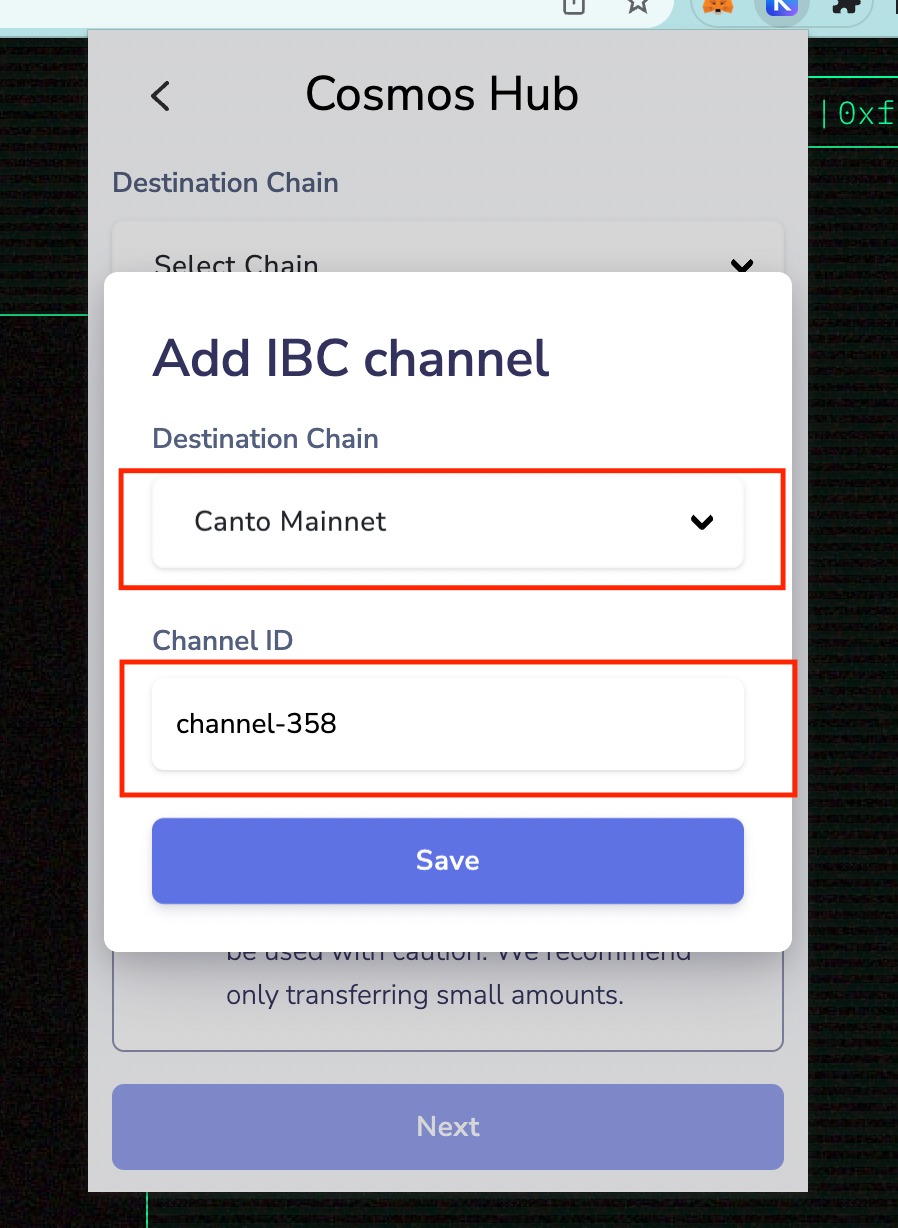 Cosmos Hub
|0xf
Destination Chain
Select Chain
Add IBC channel
Destination Chain
Canto Mainnet
Channel ID
channel-358
Save
be used with caution. We recommend
only transferring small amounts.
Next